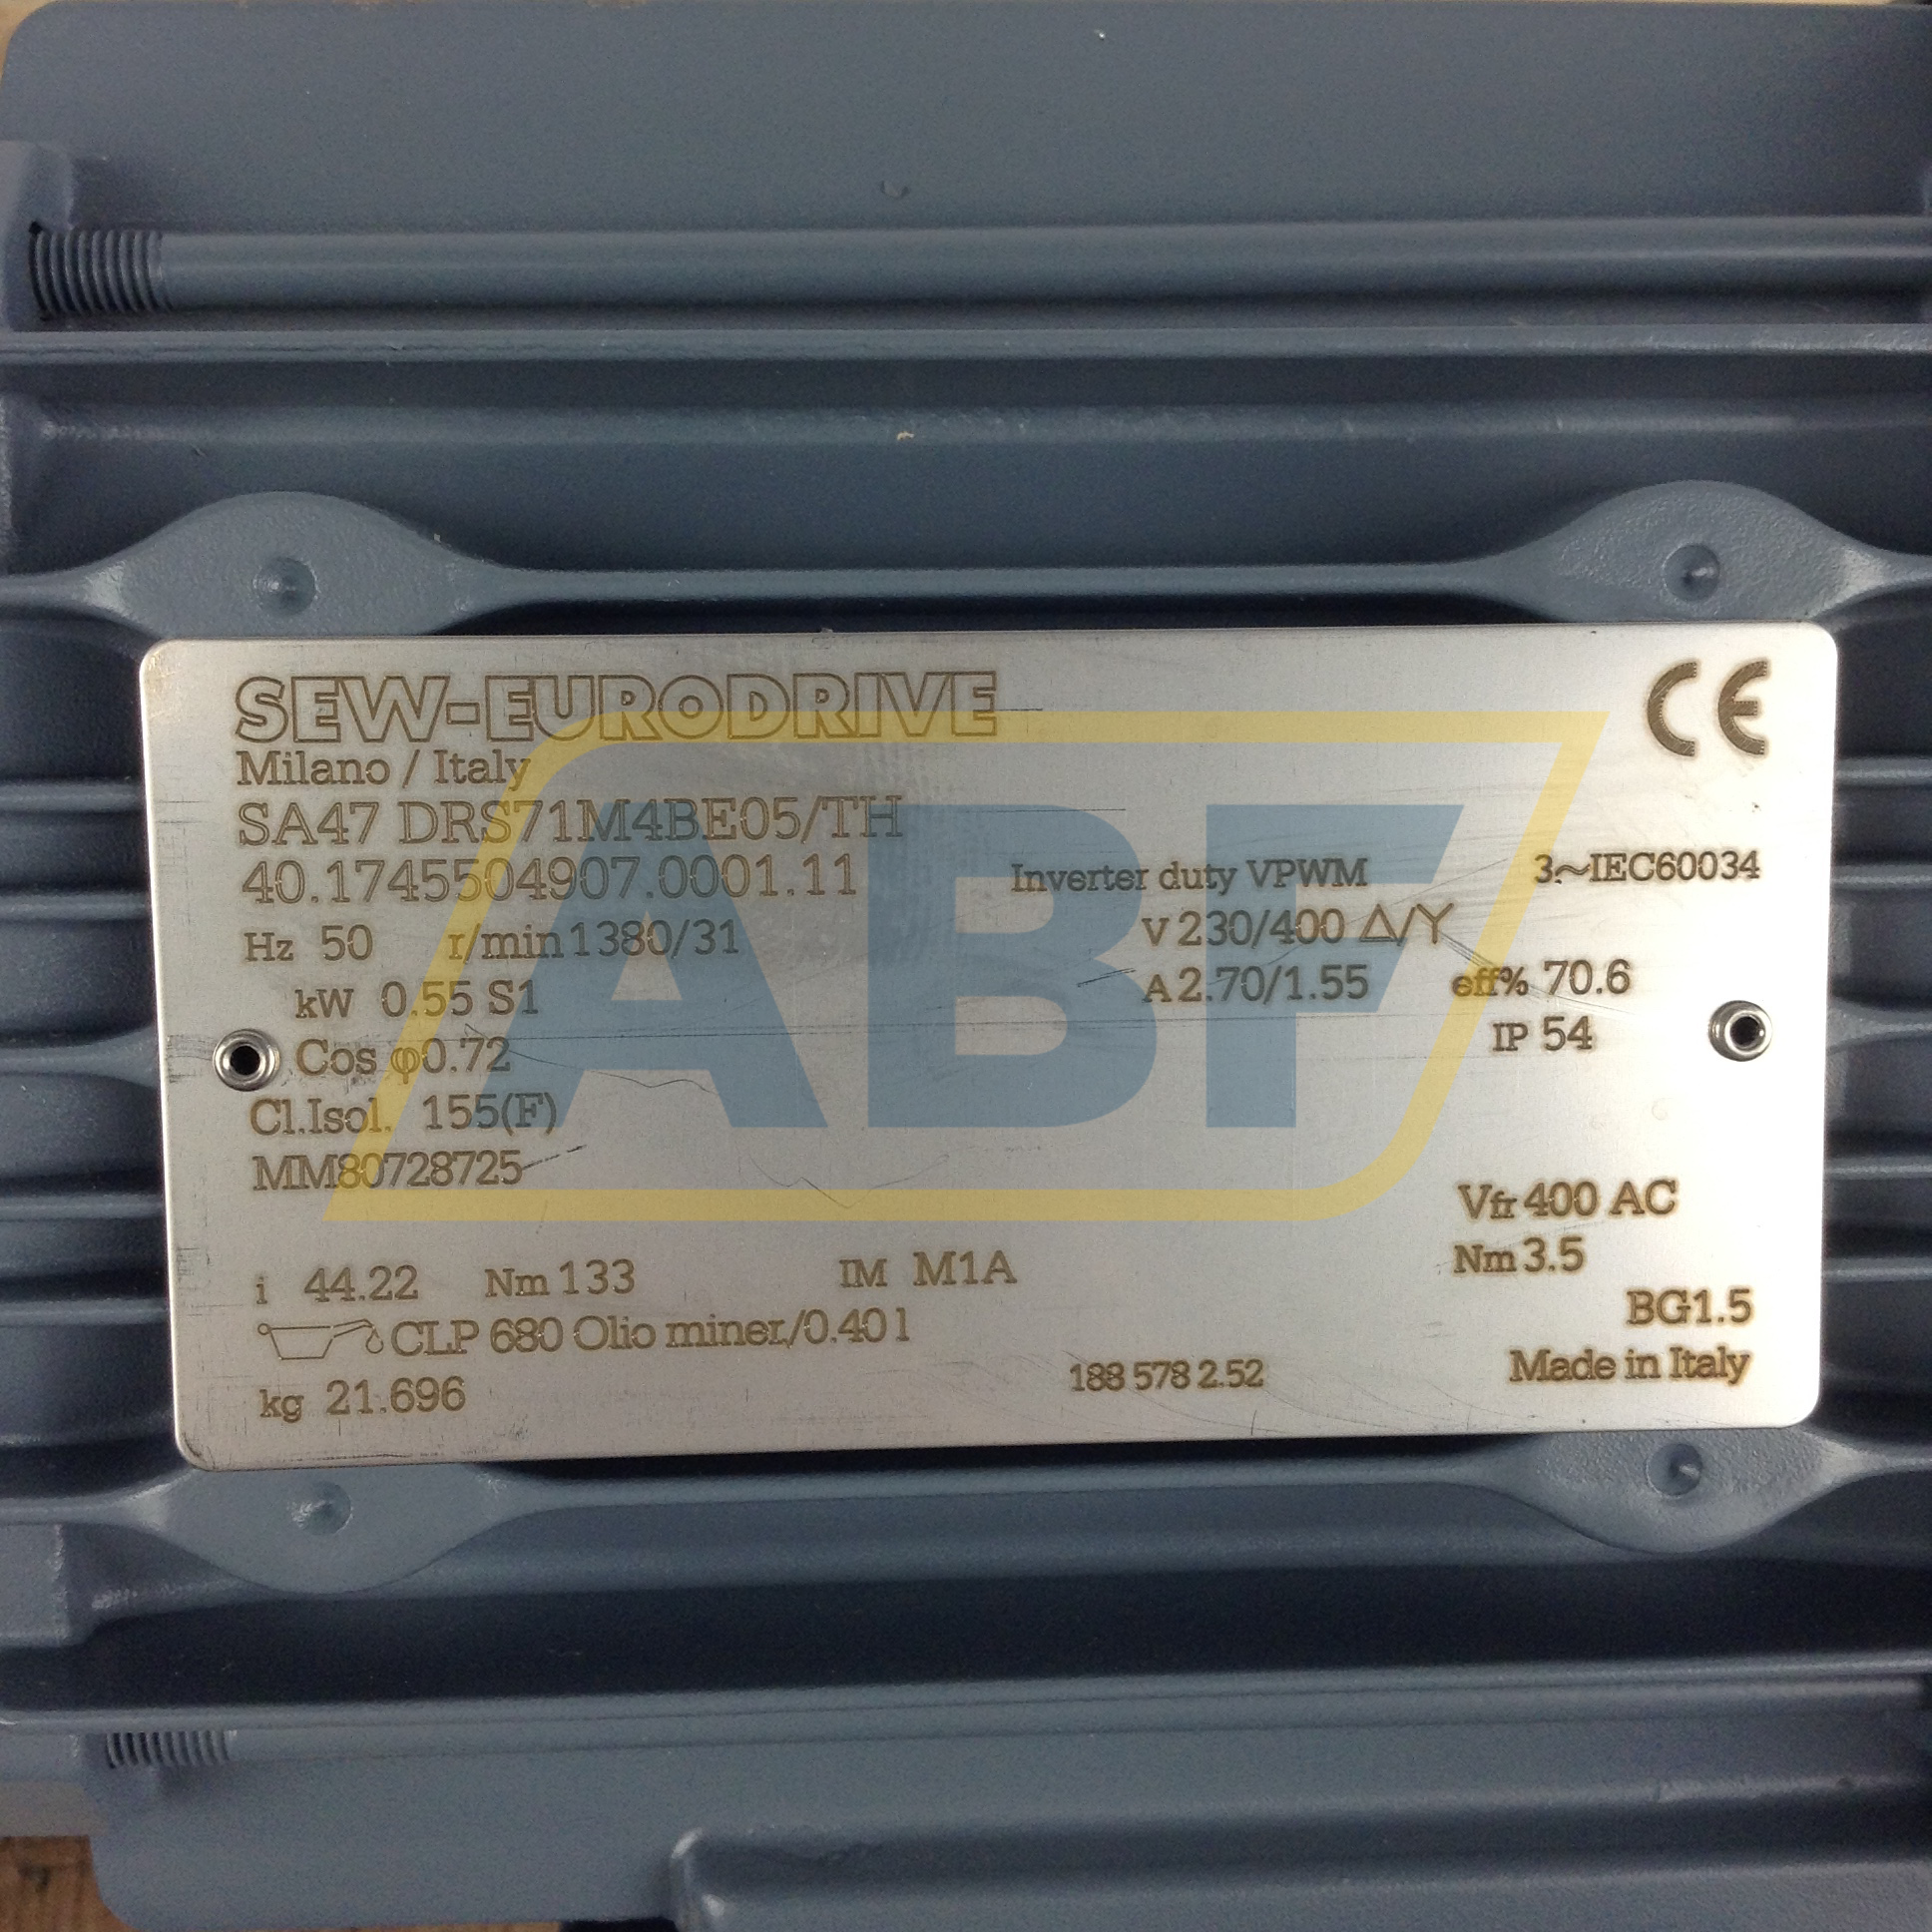 SEW-EURODRIVE
CE
Milano / Italy
SA47 DRS71M4BE05/TH
40.1745504907.0001.11
Inverter duty VPWM
3~IEC60034
Hz 50 r/min 1380/31
V 230/400 Δ/Y
kW 0.55 S1
A 2.70/1.55
eff% 70.6
Cos φ0.72
IP 54
Cl.Isol. 155(F)
MM80728725
Vfr 400 AC
i 44.22 Nm 133 IM M1A
Nm 3.5
BG1.5
CLP 680 Olio miner./0.40 l
kg 21.696
188 578 2.52
Made in Italy
ABF